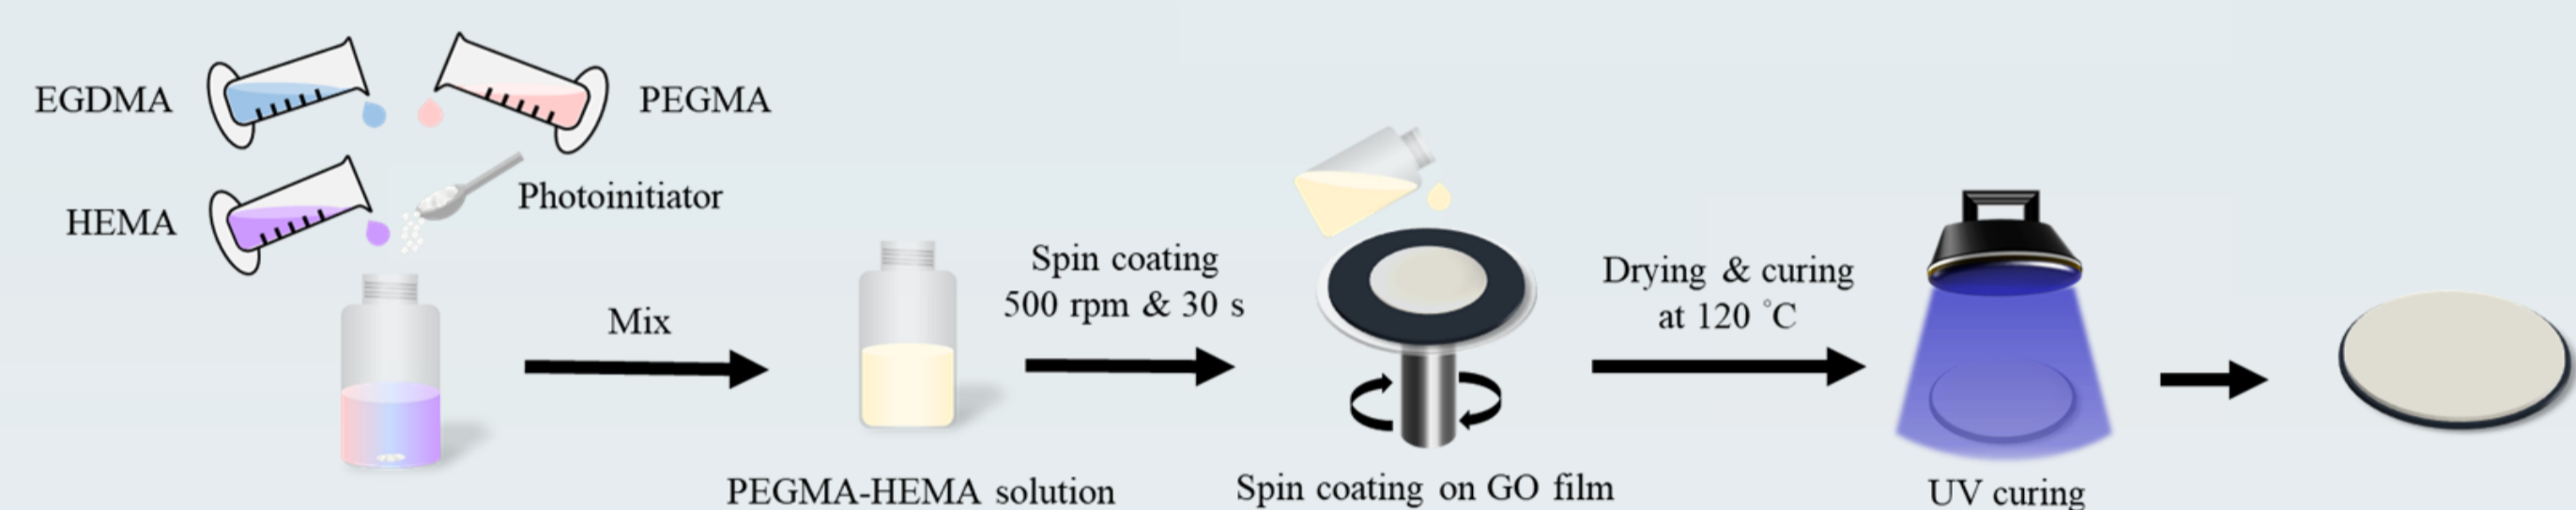 EGDMA
PEGMA
HEMA
Photoinitiator
Mix
PEGMA-HEMA solution
Spin coating
500 rpm & 30 s
Spin coating on GO film
Drying & curing
at 120 °C
UV curing